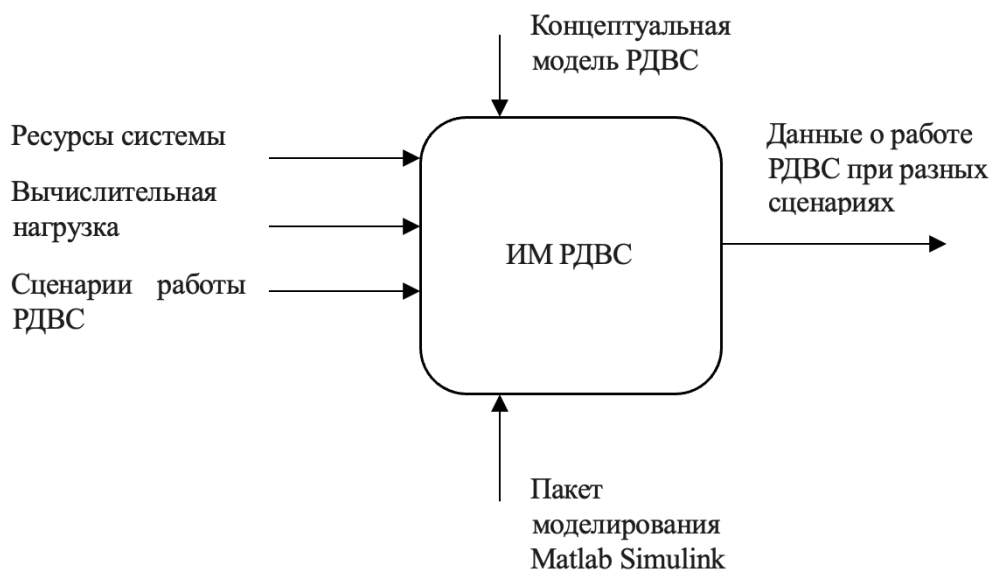 Концептуальная
модель РДВС
Ресурсы системы
Вычислительная
нагрузка
Сценарии работы
РДВС
ИМ РДВС
Данные о работе
РДВС при разных
сценариях
Пакет
моделирования
Matlab Simulink